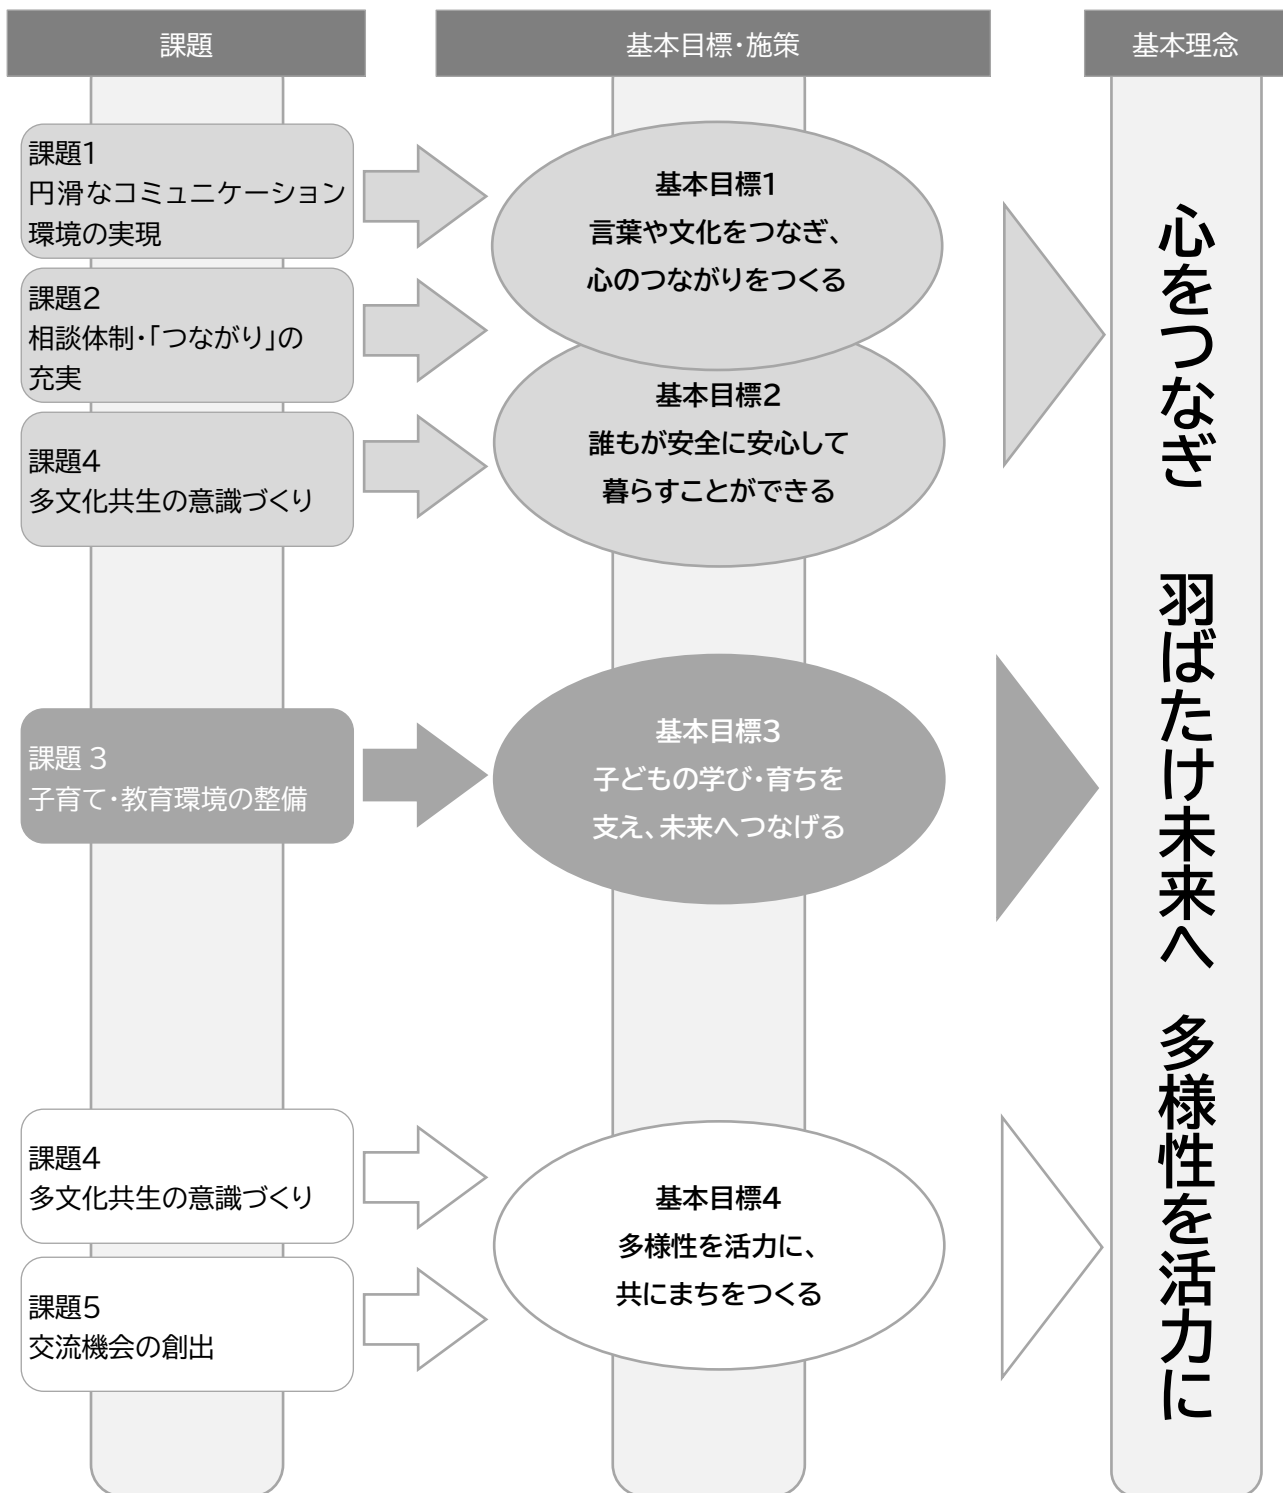 課題
基本目標・施策
基本理念
課題1
円滑なコミュニケーション
環境の実現
課題2
相談体制・「つながり」の
充実
課題4
多文化共生の意識づくり
基本目標1
言葉や文化をつなぎ、
心のつながりをつくる
基本目標2
誰もが安全に安心して
暮らすことができる
課題 3
子育て・教育環境の整備
基本目標3
子どもの学び・育ちを
支え、未来へつなげる
課題4
多文化共生の意識づくり
課題5
交流機会の創出
基本目標4
多様性を活力に、
共にまちをつくる
心をつなぎ　羽ばたけ未来へ　多様性を活力に